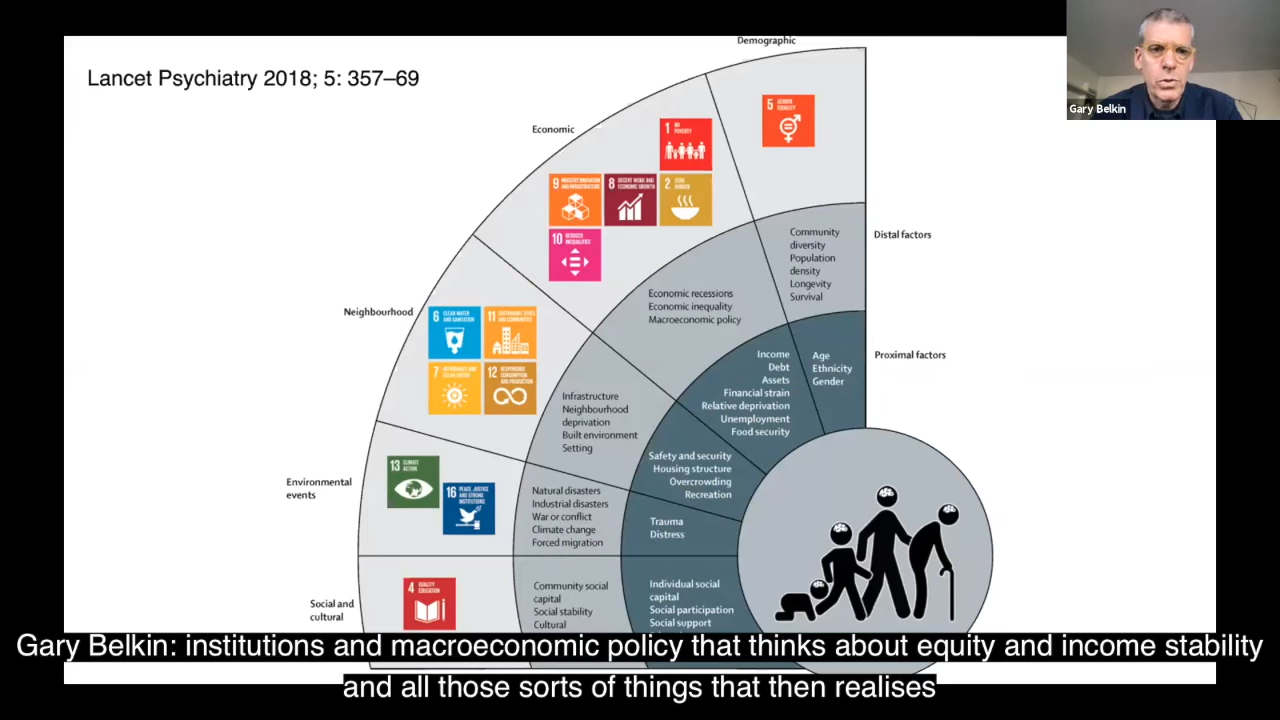 Demographic
Lancet Psychiatry 2018; 5: 357–69
Gary Belkin
5 GENDER
EQUALITY
Economic
1 NO
POVERTY
9 INDUSTRY, INNOVATION
AND INFRASTRUCTURE
8 DECENT WORK AND
ECONOMIC GROWTH
2 ZERO
HUNGER
10 REDUCED
INEQUALITIES
Community
diversity
Population
density
Longevity
Survival
Distal factors
Economic recessions
Economic inequality
Macroeconomic policy
Neighbourhood
6 CLEAN WATER
AND SANITATION
11 SUSTAINABLE CITIES
AND COMMUNITIES
7 AFFORDABLE AND
CLEAN ENERGY
12 RESPONSIBLE
CONSUMPTION
AND PRODUCTION
Income
Debt
Assets
Financial strain
Relative deprivation
Unemployment
Food security
Age
Ethnicity
Gender
Proximal factors
Infrastructure
Neighbourhood
deprivation
Built environment
Setting
Safety and security
Housing structure
Overcrowding
Recreation
Environmental
events
13 CLIMATE
ACTION
16 PEACE, JUSTICE
AND STRONG
INSTITUTIONS
Natural disasters
Industrial disasters
War or conflict
Climate change
Forced migration
Trauma
Distress
Social and
cultural
4 QUALITY
EDUCATION
Community social
capital
Social stability
Cultural
Individual social
capital
Social participation
Social support
Gary Belkin: institutions and macroeconomic policy that thinks about equity and income stability
and all those sorts of things that then realises